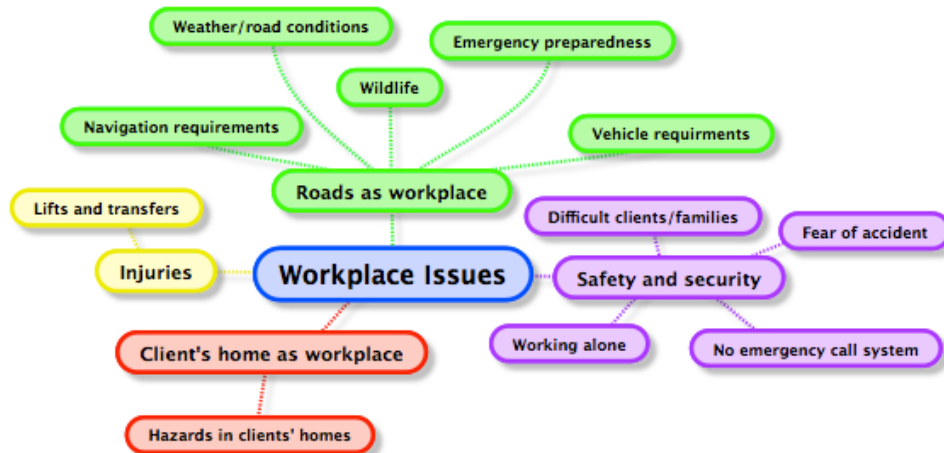 Weather/road conditions
Emergency preparedness
Wildlife
Navigation requirements
Vehicle requirments
Roads as workplace
Lifts and transfers
Difficult clients/families
Fear of accident
Injuries
Workplace Issues
Safety and security
Client's home as workplace
Working alone
No emergency call system
Hazards in clients' homes